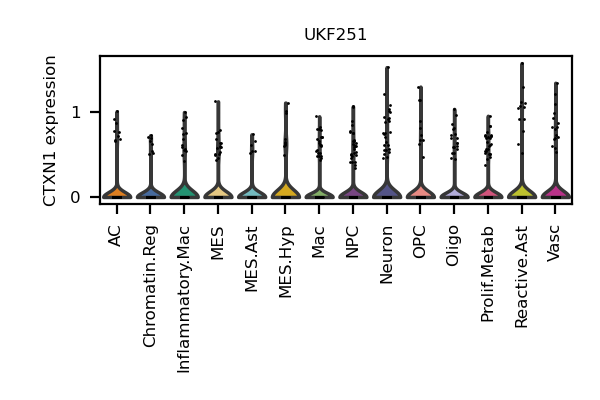 UKF251
CTXN1 expression
1
0
AC
Chromatin.Reg
Inflammatory.Mac
MES
MES.Ast
MES.Hyp
Mac
NPC
Neuron
OPC
Oligo
Prolif.Metab
Reactive.Ast
Vasc